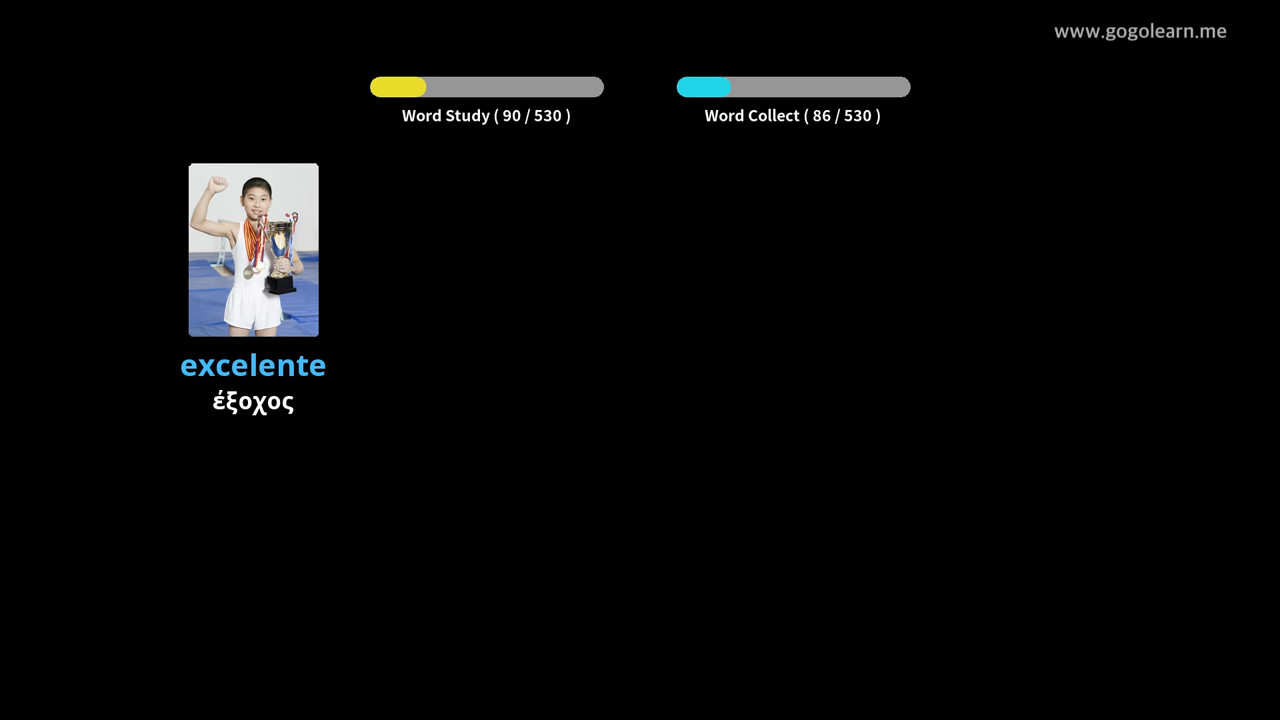 www.gogolearn.me
Word Study ( 90 / 530 )
Word Collect ( 86 / 530 )
excelente
έξοχος